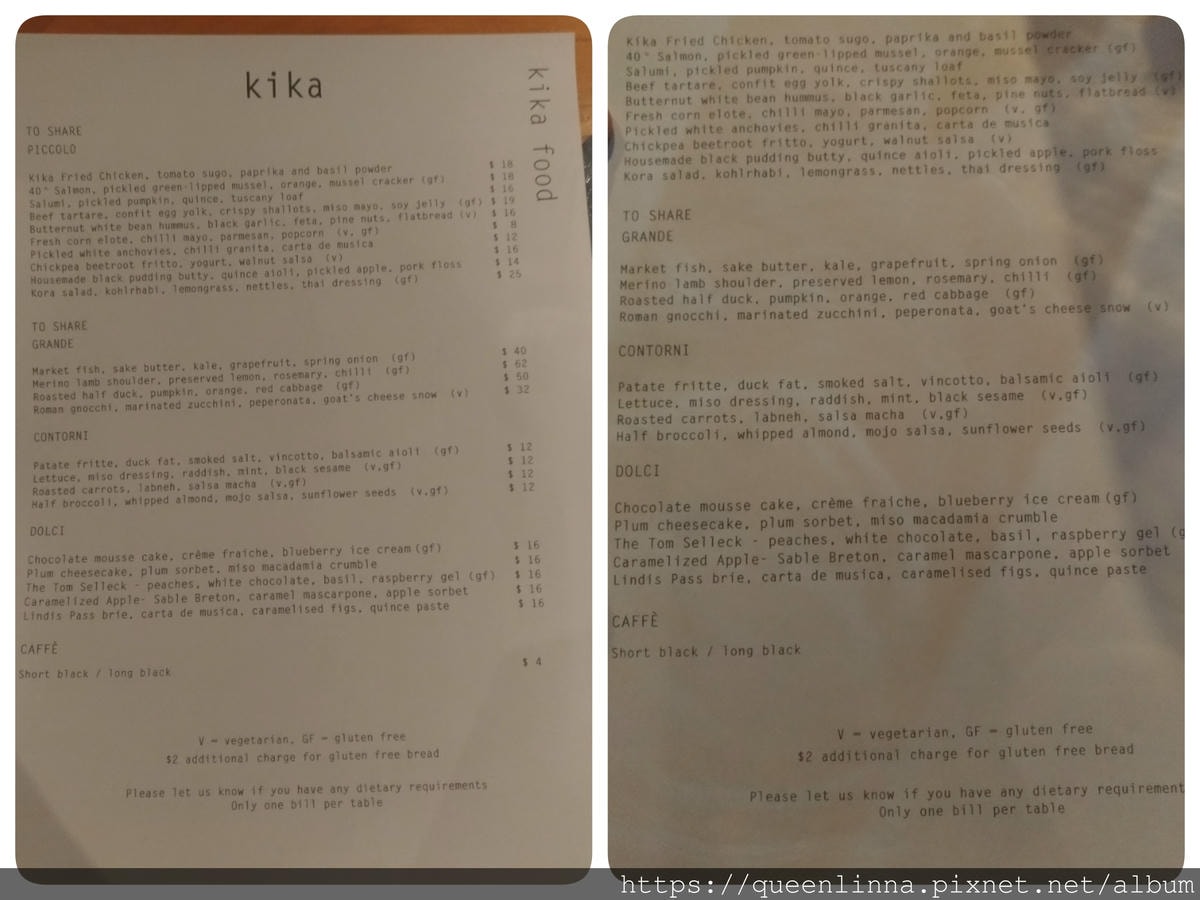 kika
kika food
TO SHARE
PICCOLO
Kika Fried Chicken, tomato sugo, paprika and basil powder $ 18
40° Salmon, pickled green-lipped mussel, orange, mussel cracker (gf) $ 18
Salumi, pickled pumpkin, quince, tuscany loaf $ 16
Beef tartare, confit egg yolk, crispy shallots, miso mayo, soy jelly (gf) $ 19
Butternut white bean hummus, black garlic, feta, pine nuts, flatbread (v) $ 16
Fresh corn elote, chilli mayo, parmesan, popcorn (v, gf) $ 8
Pickled white anchovies, chilli granita, carta de musica $ 12
Chickpea beetroot fritto, yogurt, walnut salsa (v) $ 16
Housemade black pudding butty, quince aioli, pickled apple, pork floss $ 14
Kora salad, kohlrhabi, lemongrass, nettles, thai dressing (gf) $ 25
TO SHARE
GRANDE
Market fish, sake butter, kale, grapefruit, spring onion (gf) $ 40
Merino lamb shoulder, preserved lemon, rosemary, chilli (gf) $ 62
Roasted half duck, pumpkin, orange, red cabbage (gf) $ 50
Roman gnocchi, marinated zucchini, peperonata, goat's cheese snow (v) $ 32
CONTORNI
Patate fritte, duck fat, smoked salt, vincotto, balsamic aioli (gf) $ 12
Lettuce, miso dressing, raddish, mint, black sesame (v,gf) $ 12
Roasted carrots, labneh, salsa macha (v,gf) $ 12
Half broccoli, whipped almond, mojo salsa, sunflower seeds (v,gf) $ 12
DOLCI
Chocolate mousse cake, crème fraiche, blueberry ice cream (gf) $ 16
Plum cheesecake, plum sorbet, miso macadamia crumble $ 16
The Tom Selleck - peaches, white chocolate, basil, raspberry gel (gf) $ 16
Caramelized Apple- Sable Breton, caramel mascarpone, apple sorbet $ 16
Lindis Pass brie, carta de musica, caramelised figs, quince paste $ 16
CAFFÈ
Short black / long black $ 4
V = vegetarian, GF = gluten free
$2 additional charge for gluten free bread
Please let us know if you have any dietary requirements
Only one bill per table
Kika Fried Chicken, tomato sugo, paprika and basil powder
40° Salmon, pickled green-lipped mussel, orange, mussel cracker (gf)
Salumi, pickled pumpkin, quince, tuscany loaf
Beef tartare, confit egg yolk, crispy shallots, miso mayo, soy jelly (gf)
Butternut white bean hummus, black garlic, feta, pine nuts, flatbread (v)
Fresh corn elote, chilli mayo, parmesan, popcorn (v, gf)
Pickled white anchovies, chilli granita, carta de musica
Chickpea beetroot fritto, yogurt, walnut salsa (v)
Housemade black pudding butty, quince aioli, pickled apple, pork floss
Kora salad, kohlrhabi, lemongrass, nettles, thai dressing (gf)
TO SHARE
GRANDE
Market fish, sake butter, kale, grapefruit, spring onion (gf)
Merino lamb shoulder, preserved lemon, rosemary, chilli (gf)
Roasted half duck, pumpkin, orange, red cabbage (gf)
Roman gnocchi, marinated zucchini, peperonata, goat's cheese snow (v)
CONTORNI
Patate fritte, duck fat, smoked salt, vincotto, balsamic aioli (gf)
Lettuce, miso dressing, raddish, mint, black sesame (v,gf)
Roasted carrots, labneh, salsa macha (v,gf)
Half broccoli, whipped almond, mojo salsa, sunflower seeds (v,gf)
DOLCI
Chocolate mousse cake, crème fraiche, blueberry ice cream (gf)
Plum cheesecake, plum sorbet, miso macadamia crumble
The Tom Selleck - peaches, white chocolate, basil, raspberry gel (g
Caramelized Apple- Sable Breton, caramel mascarpone, apple sorbet
Lindis Pass brie, carta de musica, caramelised figs, quince paste
CAFFÈ
Short black / long black
V = vegetarian, GF = gluten free
$2 additional charge for gluten free bread
Please let us know if you have any dietary requirement
Only one bill per table
https://queenlinna.pixnet.net/album